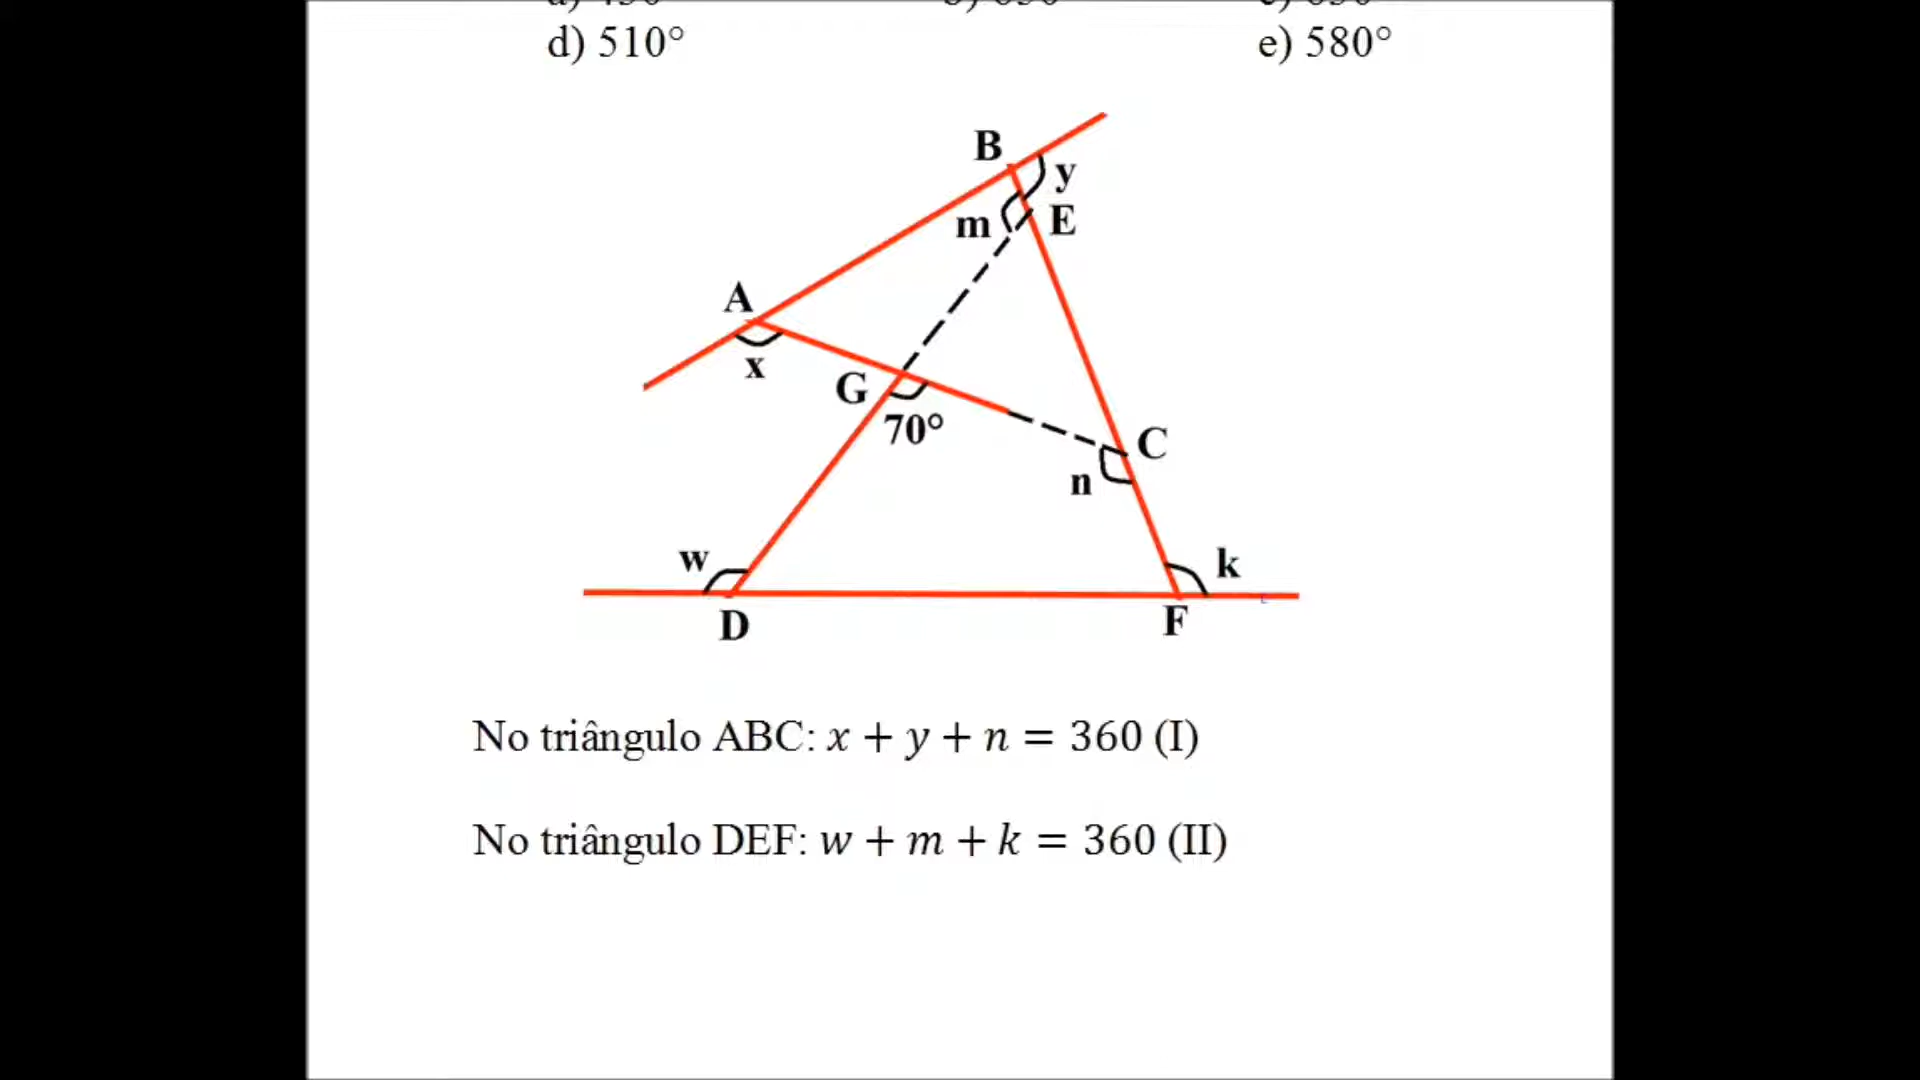 d) 510°
e) 580°
B
y
m
E
A
x
G
70°
C
n
w
k
D
F
No triângulo ABC: x + y + n = 360 (I)
No triângulo DEF: w + m + k = 360 (II)